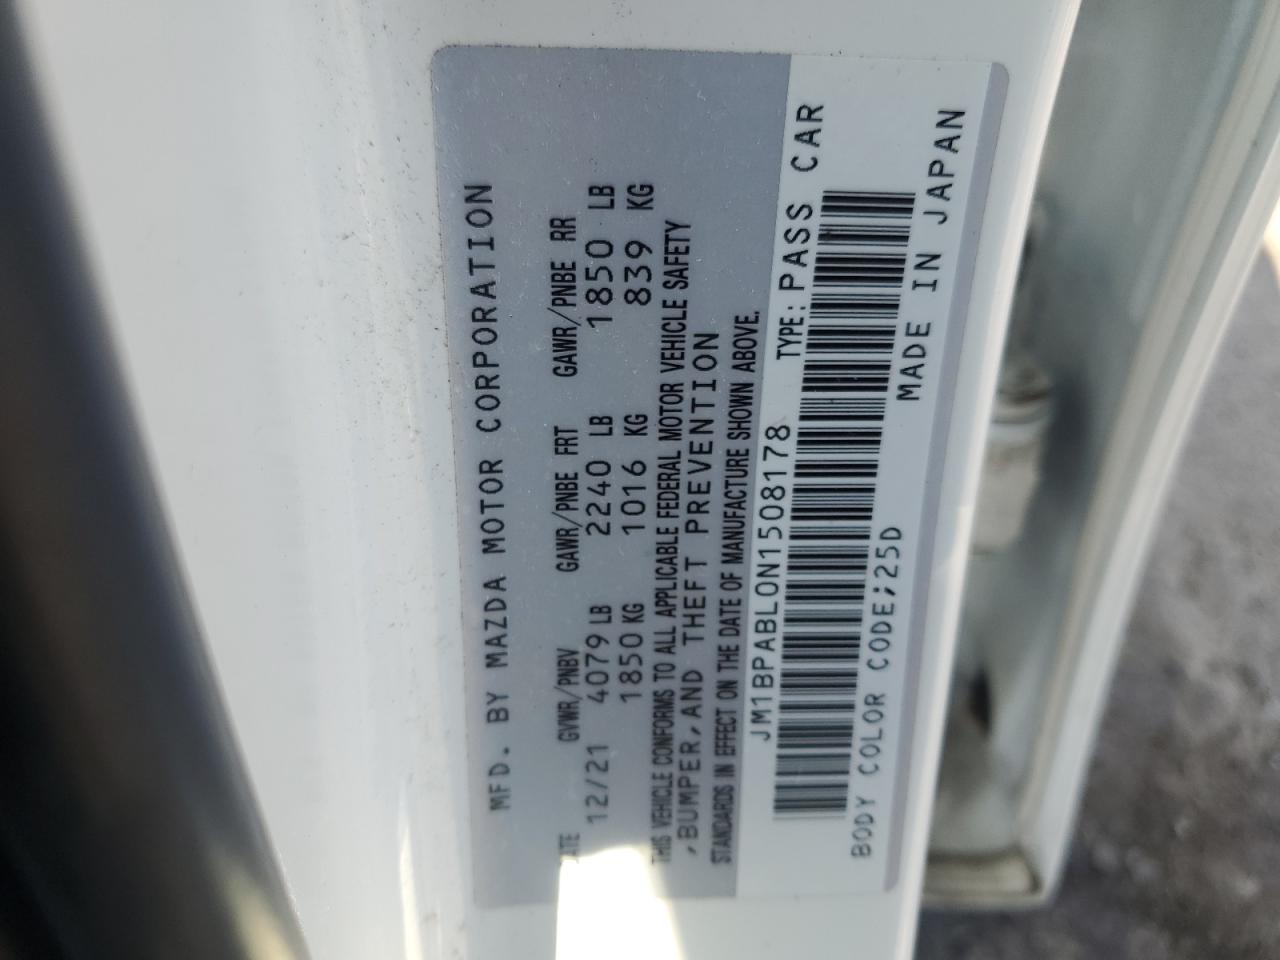 MFD. BY MAZDA MOTOR CORPORATION
DATE GVWR/PNBV GAWR/PNBE FRT GAWR/PNBE RR
12/21 4079 LB 2240 LB 1850 LB
1850 KG 1016 KG 839 KG
THIS VEHICLE CONFORMS TO ALL APPLICABLE FEDERAL MOTOR VEHICLE SAFETY
,BUMPER,AND THEFT PREVENTION
STANDARDS IN EFFECT ON THE DATE OF MANUFACTURE SHOWN ABOVE.
JM1BPABL0N1508178 TYPE: PASS CAR
BODY COLOR CODE;25D
MADE IN JAPAN